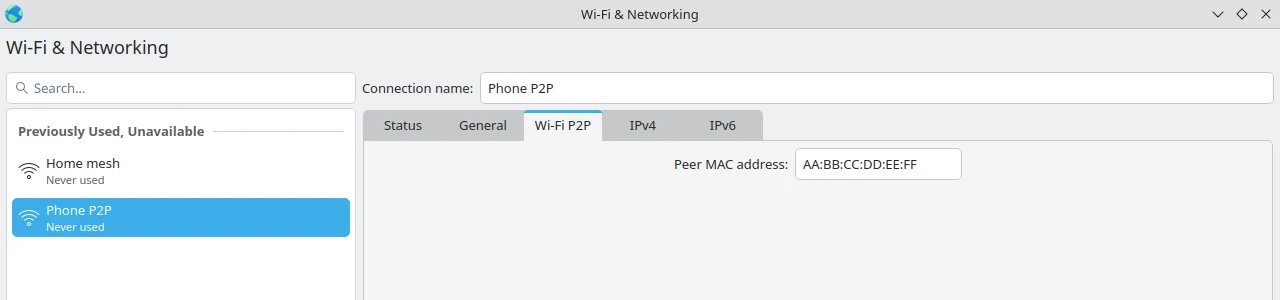 Wi-Fi & Networking
Wi-Fi & Networking
Search...
Connection name: Phone P2P
Previously Used, Unavailable
Home mesh
Never used
Phone P2P
Never used
Status General Wi-Fi P2P IPv4 IPv6
Peer MAC address: AA:BB:CC:DD:EE:FF